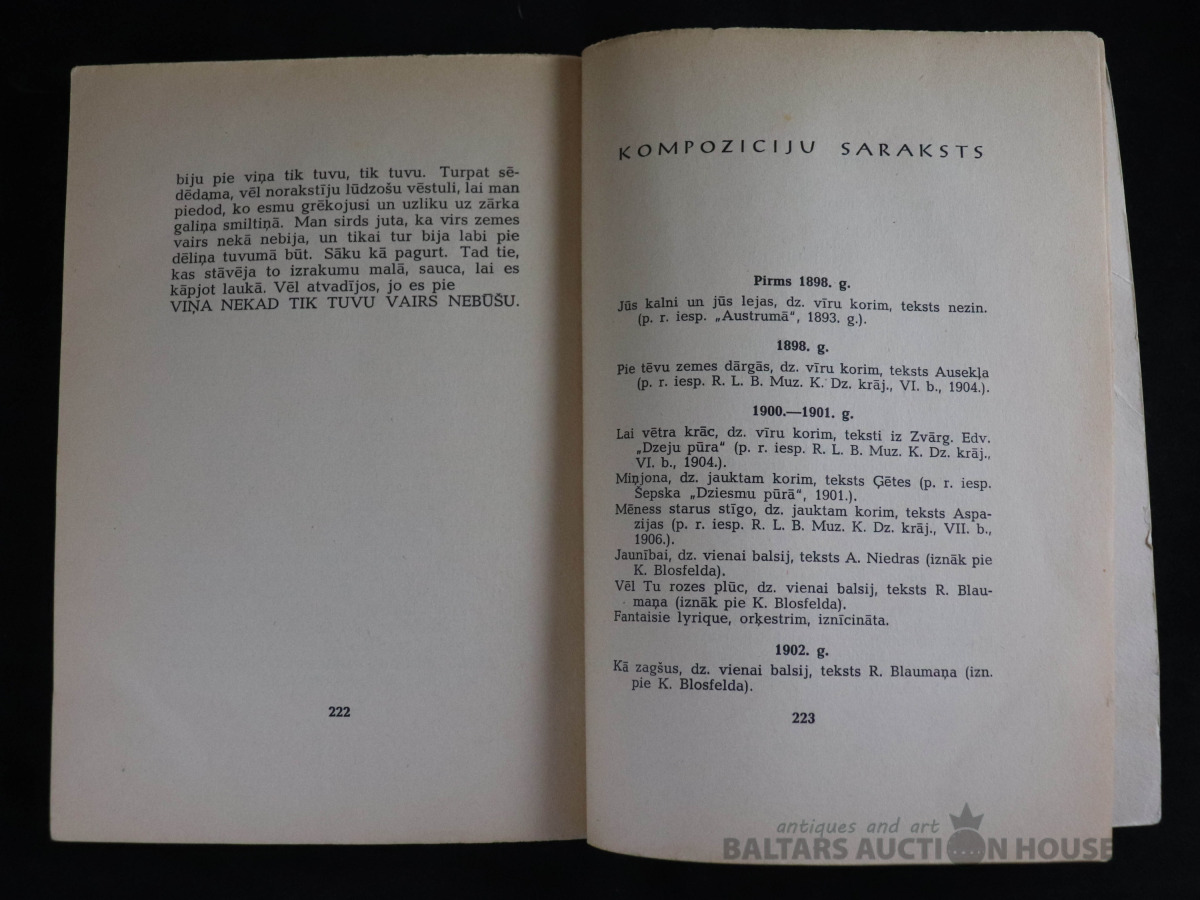 biju pie viņa tik tuvu, tik tuvu. Turpat sē-
dēdama, vēl norakstīju lūdzošu vēstuli, lai man
piedod, ko esmu grēkojusi un uzliku uz zārka
galiņa smiltiņā. Man sirds juta, ka virs zemes
vairs nekā nebija, un tikai tur bija labi pie
dēliņa tuvumā būt. Sāku kā pagurt. Tad tie,
kas stāvēja to izrakumu malā, sauca, lai es
kāpjot laukā. Vēl atvadījos, jo es pie
VIŅA NEKAD TIK TUVU VAIRS NEBŪŠU.
222
KOMPOZICIJU SARAKSTS
Pirms 1898. g.
Jūs kalni un jūs lejas, dz. vīru korim, teksts nezin.
(p. r. iesp. „Austrumā“, 1893. g.).
1898. g.
Pie tēvu zemes dārgās, dz. vīru korim, teksts Ausekļa
(p. r. iesp. R. L. B. Muz. K. Dz. krāj., VI. b., 1904.).
1900.—1901. g.
Lai vētra krāc, dz. vīru korim, teksti iz Zvārg. Edv.
„Dzeju pūra“ (p. r. iesp. R. L. B. Muz. K. Dz. krāj.,
VI. b., 1904.).
Miņjona, dz. jauktam korim, teksts Ģētes (p. r. iesp.
Šepska „Dziesmu pūrā“, 1901.).
Mēness starus stīgo, dz. jauktam korim, teksts Aspa-
zijas (p. r. iesp. R. L. B. Muz. K. Dz. krāj., VII. b.,
1906.).
Jaunībai, dz. vienai balsij, teksts A. Niedras (iznāk pie
K. Blosfelda).
Vēl Tu rozes plūc, dz. vienai balsij, teksts R. Blau-
maņa (iznāk pie K. Blosfelda).
Fantaisie lyrique, orķestrim, iznīcināta.
1902. g.
Kā zagšus, dz. vienai balsij, teksts R. Blaumaņa (izn.
pie K. Blosfelda).
223
antiques and art
BALTARS AUCTION HOUSE